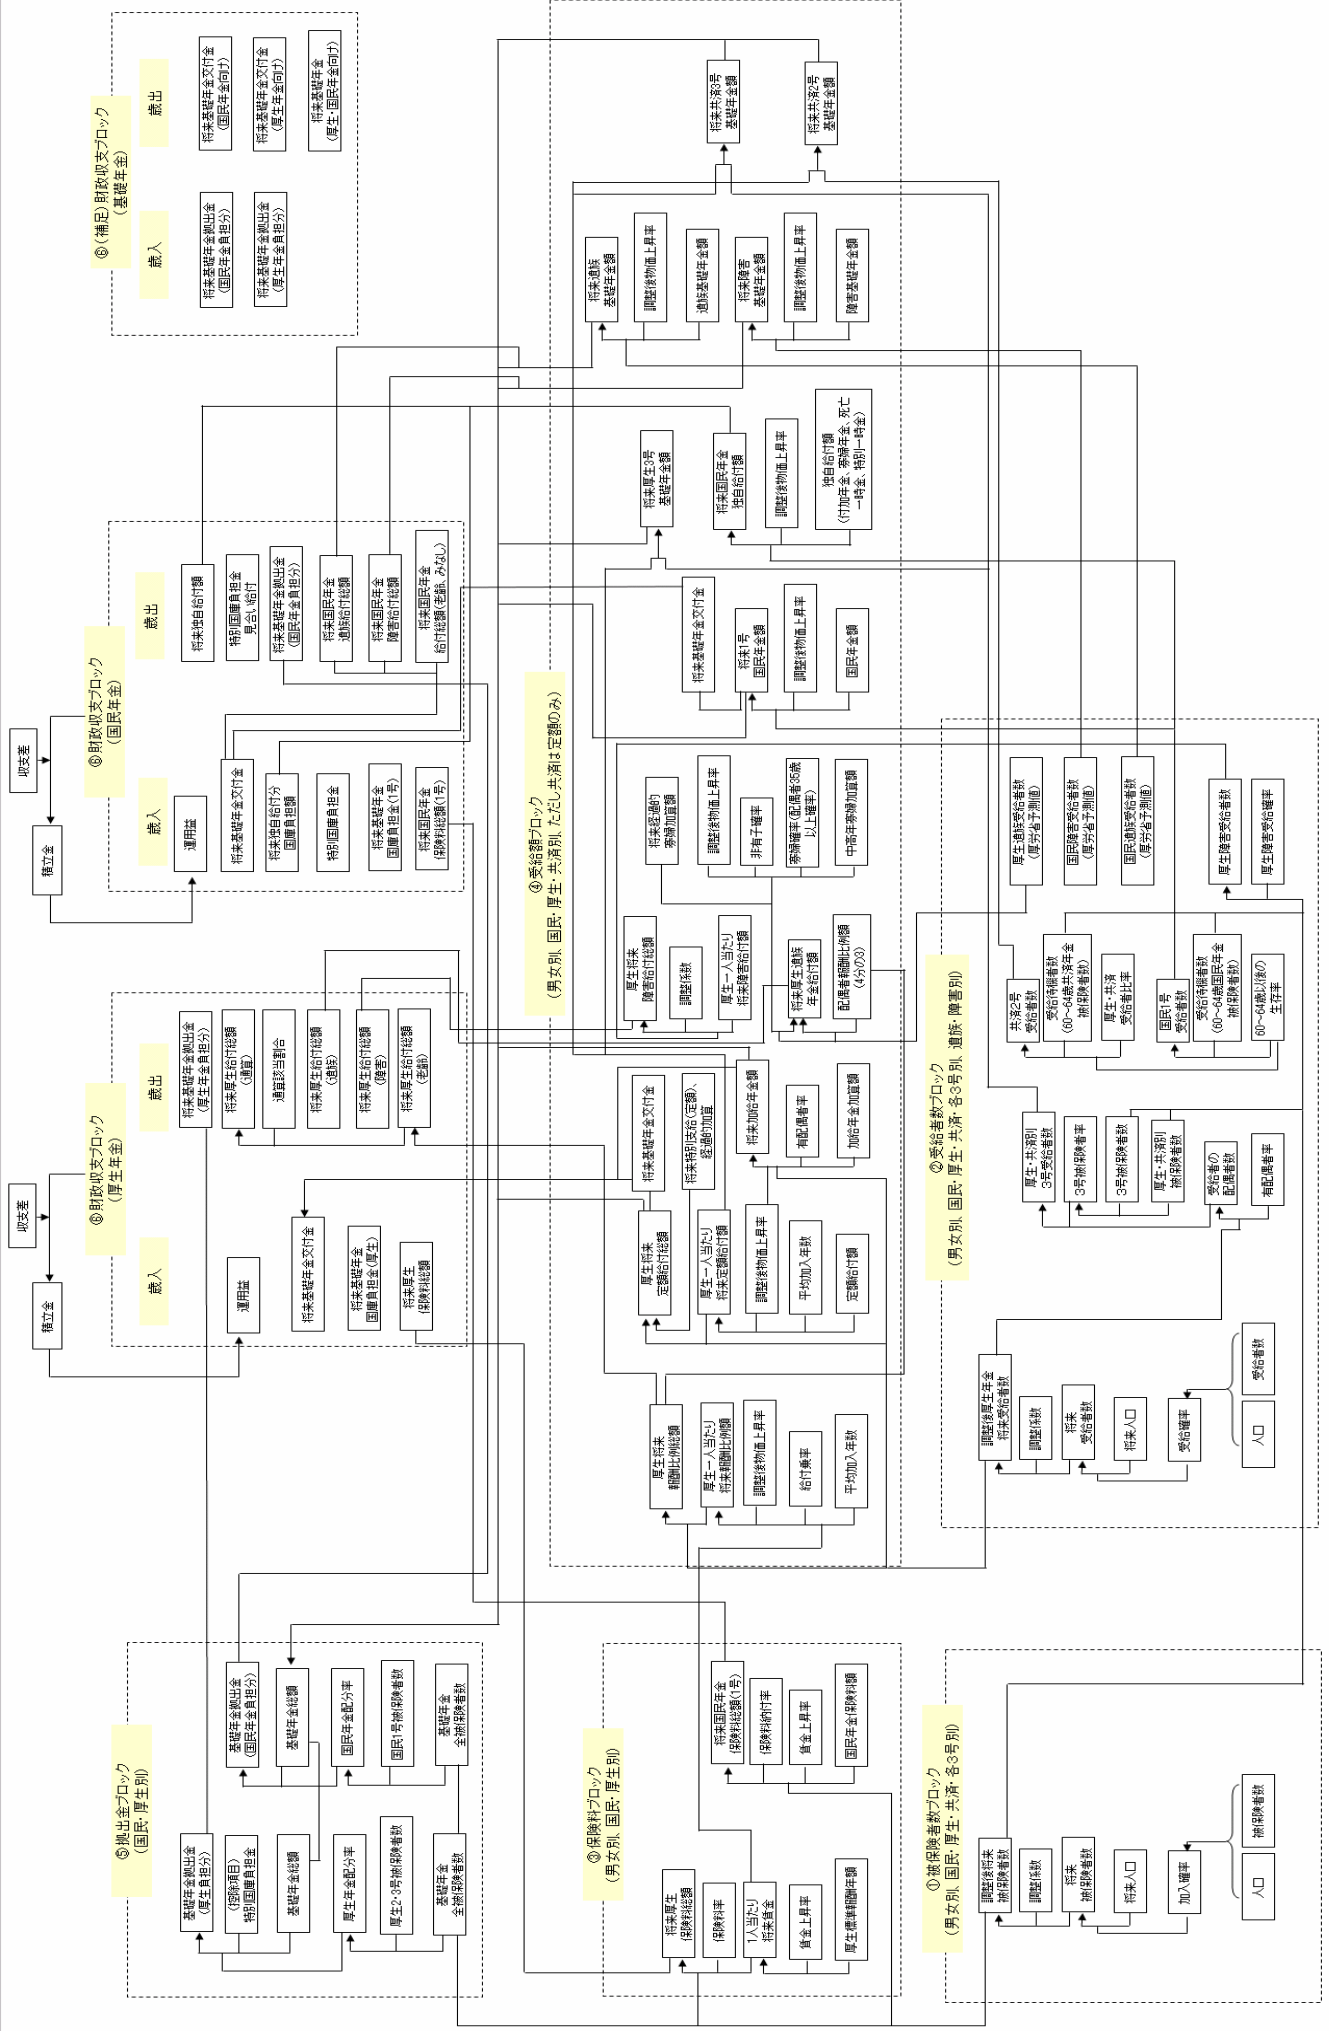 ⑥(補足)財政収支ブロック
(基礎年金)
歳入
歳出
将来基礎年金拠出金
(国民年金負担分)
将来基礎年金拠出金
(厚生年金負担分)
将来基礎年金交付金
(国民年金向け)
将来基礎年金交付金
(厚生年金向け)
将来基礎年金
(厚生・国民年金向け)
収支差
積立金
⑥財政収支ブロック
(国民年金)
歳入
歳出
運用益
将来基礎年金交付金
将来独自給付分
国庫負担額
特別国庫負担金
将来基礎年金
国庫負担金(1号)
将来国民年金
保険料総額(1号)
将来独自給付額
特別国庫負担金
見合い給付
将来基礎年金拠出金
(国民年金負担分)
将来国民年金
遺族給付総額
将来国民年金
障害給付総額
将来国民年金
給付総額(老齢、みなし)
収支差
積立金
⑥財政収支ブロック
(厚生年金)
歳入
歳出
運用益
将来基礎年金交付金
将来基礎年金
国庫負担金(厚生)
将来厚生
保険料総額
将来基礎年金拠出金
(厚生年金負担分)
将来厚生給付総額
(通算)
通算該当割合
将来厚生給付総額
(遺族)
将来厚生給付総額
(障害)
将来厚生給付総額
(老齢)
⑤拠出金ブロック
(国民・厚生別)
基礎年金拠出金
(厚生負担分)
(控除項目)
特別国庫負担金
基礎年金総額
厚生年金配分率
厚生2・3号被保険者数
基礎年金
全被保険者数
基礎年金拠出金
(国民年金負担分)
基礎年金総額
国民年金配分率
国民1号被保険者数
基礎年金
全被保険者数
④受給額ブロック
(男女別、国民・厚生・共済別、ただし共済は定額のみ)
厚生将来
報酬比例総額
厚生一人当たり
将来報酬比例額
調整後物価上昇率
給付乗率
平均加入年数
将来基礎年金交付金
将来特別支給(定額)、
経過的加算
厚生将来
定額給付総額
厚生一人当たり
将来定額給付額
調整後物価上昇率
平均加入年数
定額給付額
将来加給年金額
有配偶者率
加給年金加算額
厚生将来
障害給付総額
調整係数
厚生一人当たり
将来障害給付額
将来厚生遺族
年金給付額
配偶者報酬比例額
(4分の3)
将来経過的
寡婦加算額
調整後物価上昇率
非有子確率
寡婦確率(配偶者35歳
以上確率)
中高年寡婦加算額
将来基礎年金交付金
将来1号
国民年金額
調整後物価上昇率
国民年金額
将来厚生3号
基礎年金額
将来国民年金
独自給付額
調整後物価上昇率
独自給付額
(付加年金、寡婦年金、死亡
一時金、特別一時金)
将来遺族
基礎年金額
調整後物価上昇率
遺族基礎年金額
将来障害
基礎年金額
調整後物価上昇率
障害基礎年金額
将来共済3号
基礎年金額
将来共済2号
基礎年金額
③保険料ブロック
(男女別、国民・厚生別)
将来厚生
保険料総額
保険料率
1人当たり
将来賃金
賃金上昇率
厚生標準報酬年額
将来国民年金
保険料総額(1号)
保険料納付率
賃金上昇率
国民年金保険料額
②受給者数ブロック
(男女別、国民・厚生・共済・各3号別、遺族・障害別)
調整後厚生年金
将来受給者数
調整係数
将来
受給者数
将来人口
受給確率
人口
受給者数
厚生・共済別
3号受給者数
3号被保険者率
3号被保険者数
厚生・共済別
被保険者数
受給者の
配偶者数
有配偶者率
共済2号
受給者数
受給待機者数
(60~64歳共済年金
被保険者数)
厚生・共済
受給者比率
国民1号
受給者数
受給待機者数
(60~64歳国民年金
被保険者数)
60~64歳以後の
生存率
厚生遺族受給者数
(厚労省予測値)
国民障害受給者数
(厚労省予測値)
国民遺族受給者数
(厚労省予測値)
厚生障害受給者数
厚生障害受給確率
①被保険者数ブロック
(男女別、国民・厚生・共済・各3号別)
調整後将来
被保険者数
調整係数
将来
被保険者数
将来人口
加入確率
人口
被保険者数